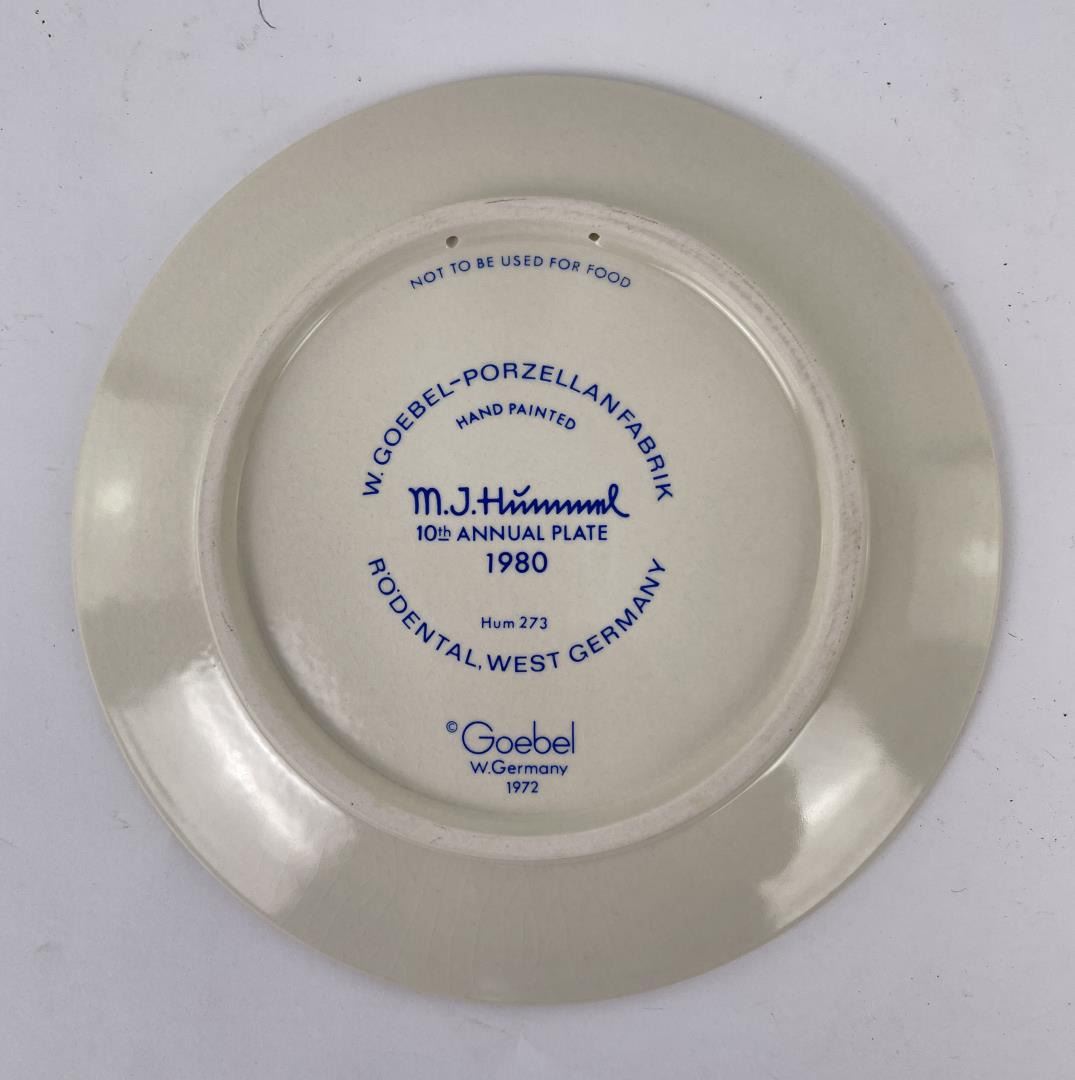 NOT TO BE USED FOR FOOD
W. GOEBEL-PORZELLANFABRIK
HAND PAINTED
M.J.Hummel
10th ANNUAL PLATE
1980
Hum 273
RÖDENTAL, WEST GERMANY
© Goebel
W.Germany
1972